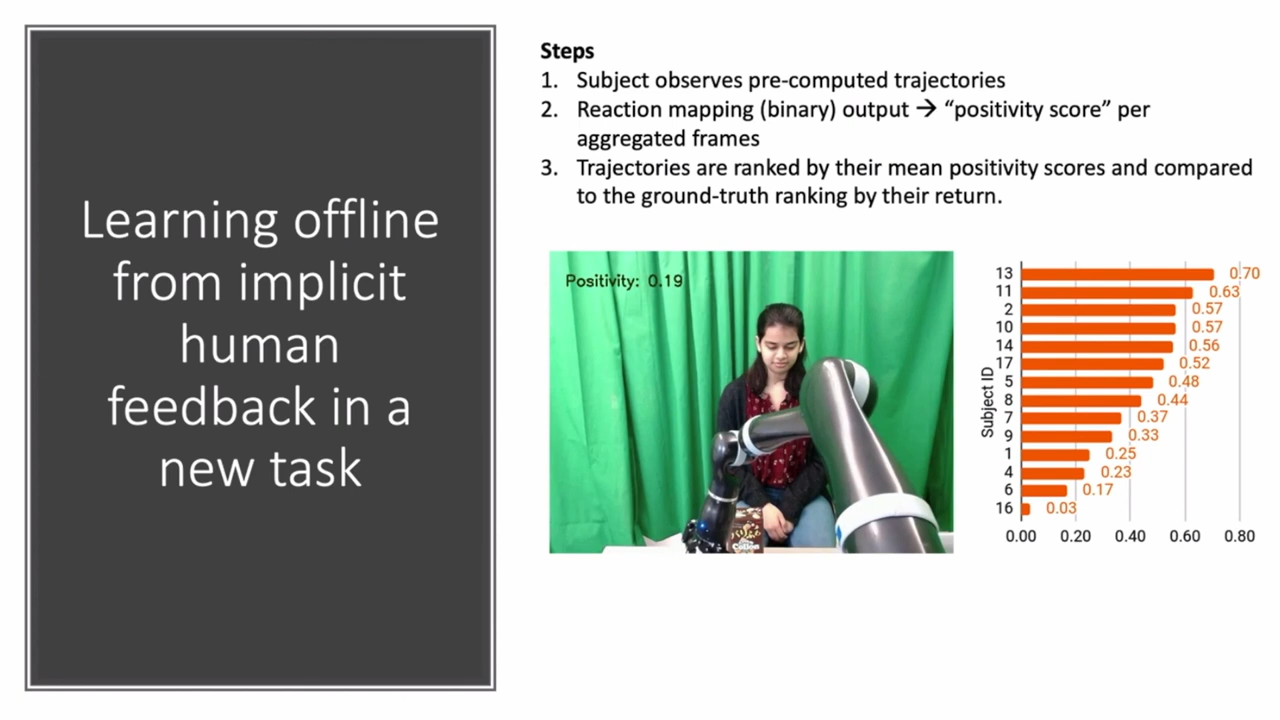 Learning offline
from implicit
human
feedback in a
new task
Steps
1. Subject observes pre-computed trajectories
2. Reaction mapping (binary) output → “positivity score” per
aggregated frames
3. Trajectories are ranked by their mean positivity scores and compared
to the ground-truth ranking by their return.
Positivity: 0.19
Subject ID
13 0.70
11 0.63
2 0.57
10 0.57
14 0.56
17 0.52
5 0.48
8 0.44
7 0.37
9 0.33
1 0.25
4 0.23
6 0.17
16 0.03
0.00 0.20 0.40 0.60 0.80